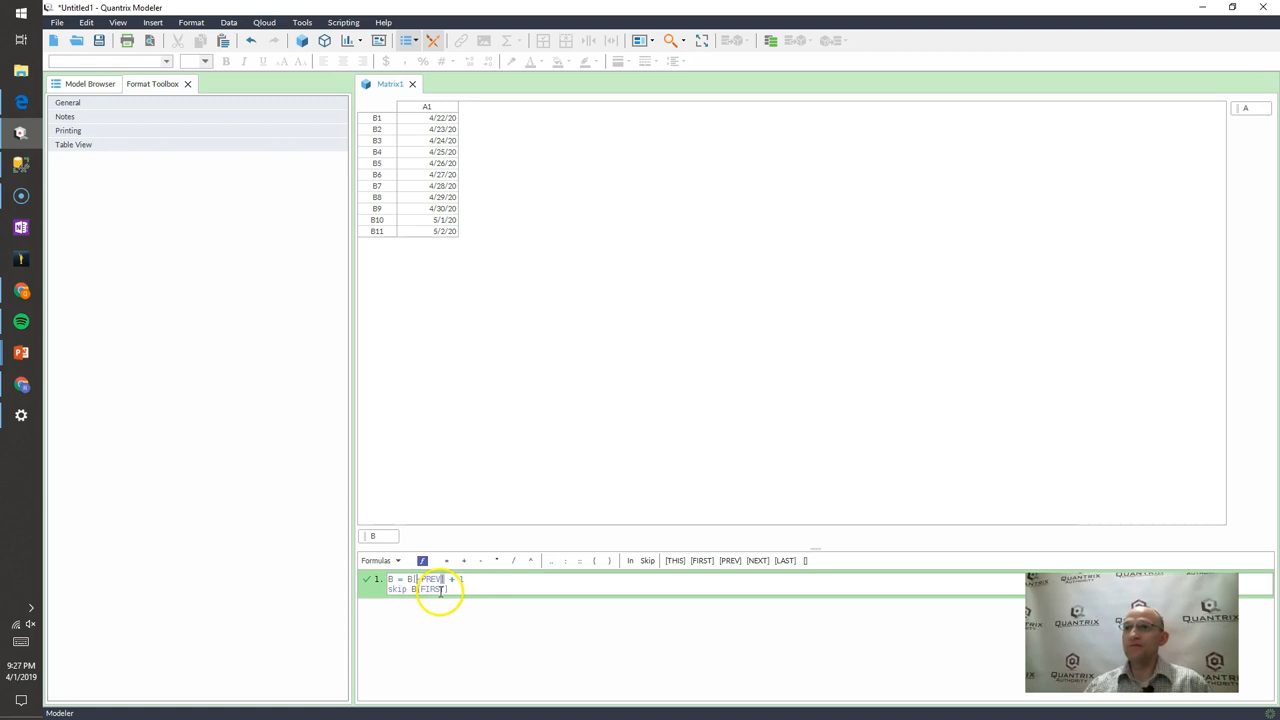 *Untitled1 - Quantrix Modeler
File Edit View Insert Format Data Qloud Tools Scripting Help
Model Browser Format Toolbox Matrix1
General
Notes
Printing
Table View
A1
B1 4/22/20
B2 4/23/20
B3 4/24/20
B4 4/25/20
B5 4/26/20
B6 4/27/20
B7 4/28/20
B8 4/29/20
B9 4/30/20
B10 5/1/20
B11 5/2/20
A
B
Formulas f = + - * / ^ .. : :: ( ) In Skip [THIS] [FIRST] [PREV] [NEXT] [LAST] []
1. B = B[PREV] + 1
skip B[FIRST]
QUANTRIX
AUTHORITY
9:27 PM
4/1/2019
Modeler